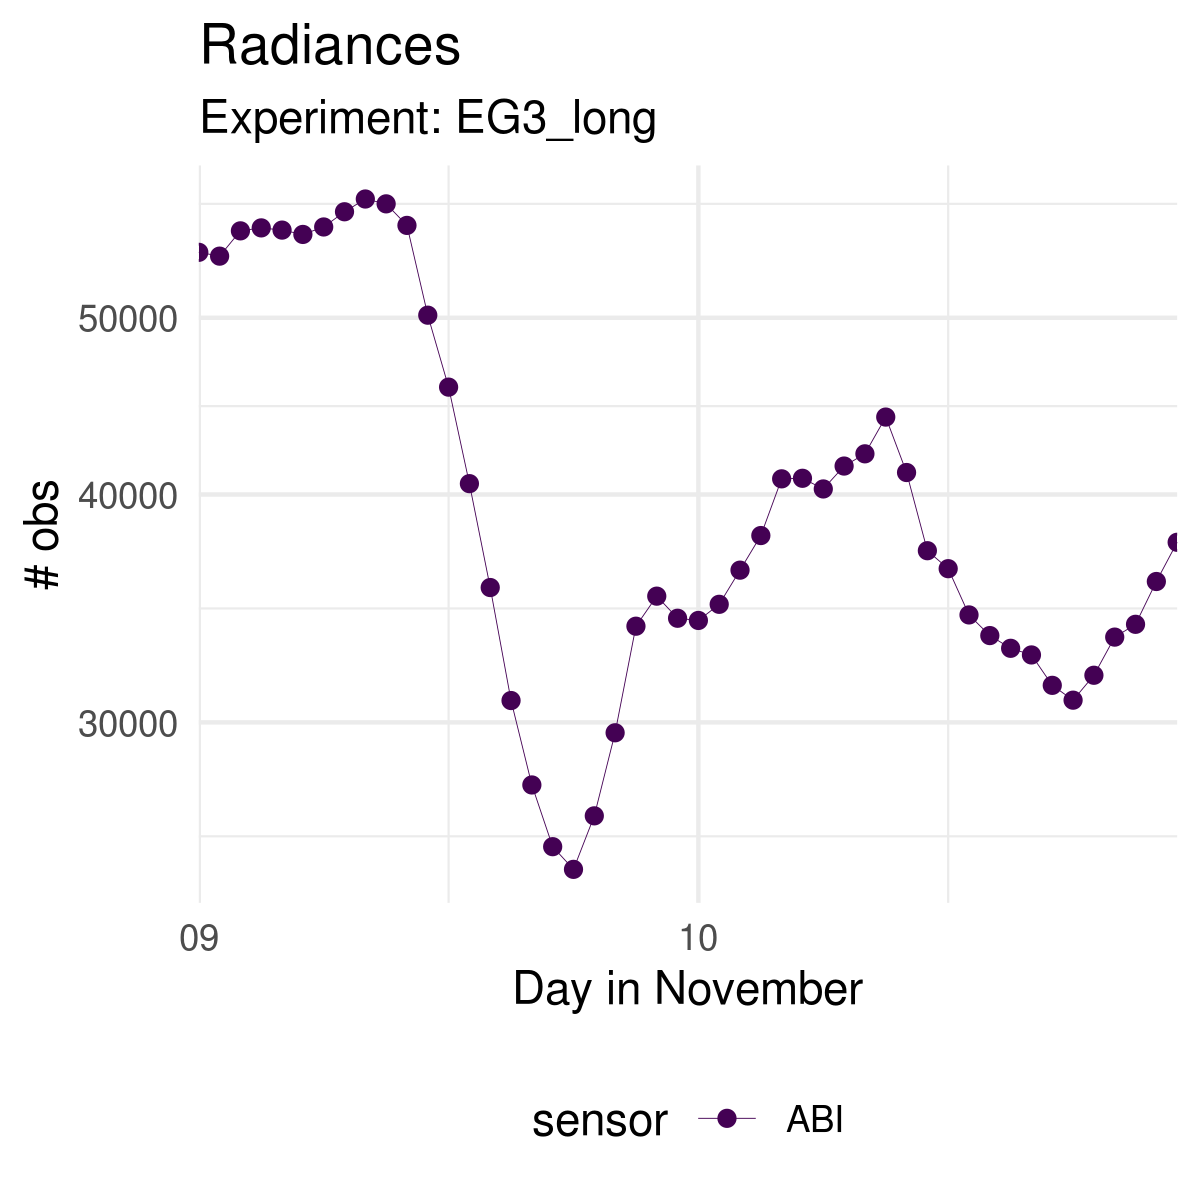 Radiances
Experiment: EG3_long
50000
40000
30000
# obs
09
10
Day in November
sensor
ABI